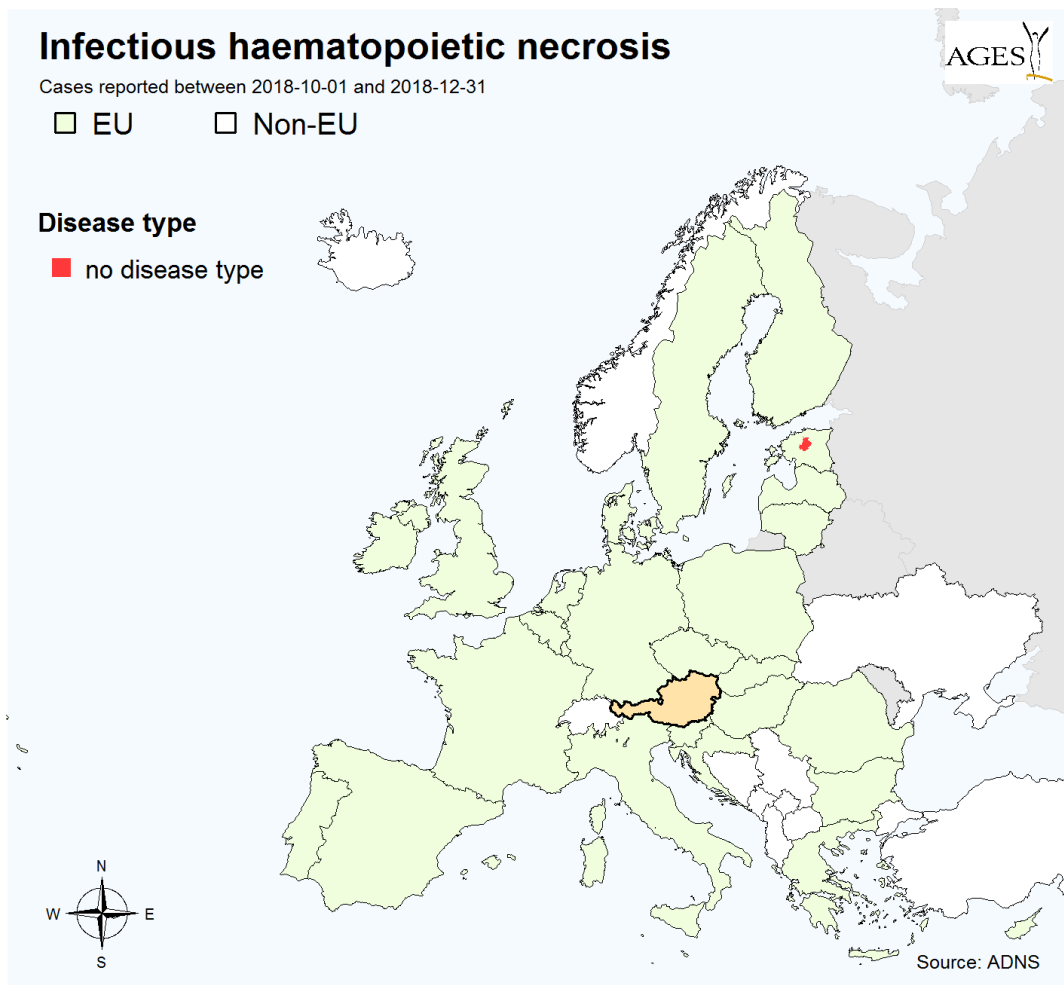 Infectious haematopoietic necrosis
Cases reported between 2018-10-01 and 2018-12-31
EU
Non-EU
AGES
Disease type
no disease type
N
W
E
S
Source: ADNS